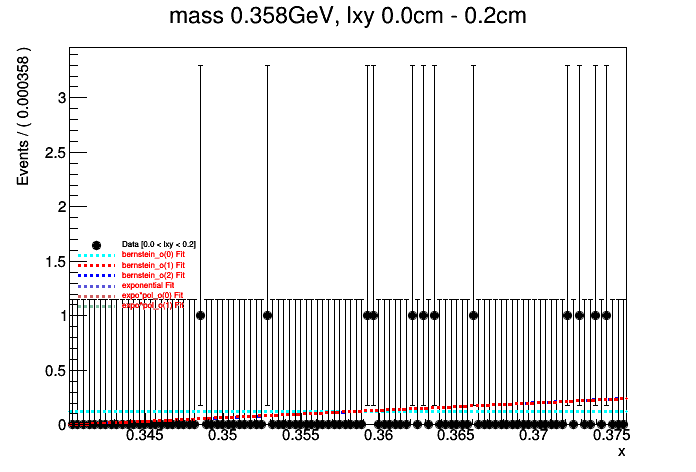 mass 0.358GeV, lxy 0.0cm - 0.2cm
Events / ( 0.000358 )
3
2.5
2
1.5
1
0.5
0
Data [0.0 < lxy < 0.2]
bernstein_o(0) Fit
bernstein_o(1) Fit
bernstein_o(2) Fit
exponential Fit
expo*pol_o(0) Fit
expo*pol_o(1) Fit
0.345 0.35 0.355 0.36 0.365 0.37 0.375
x